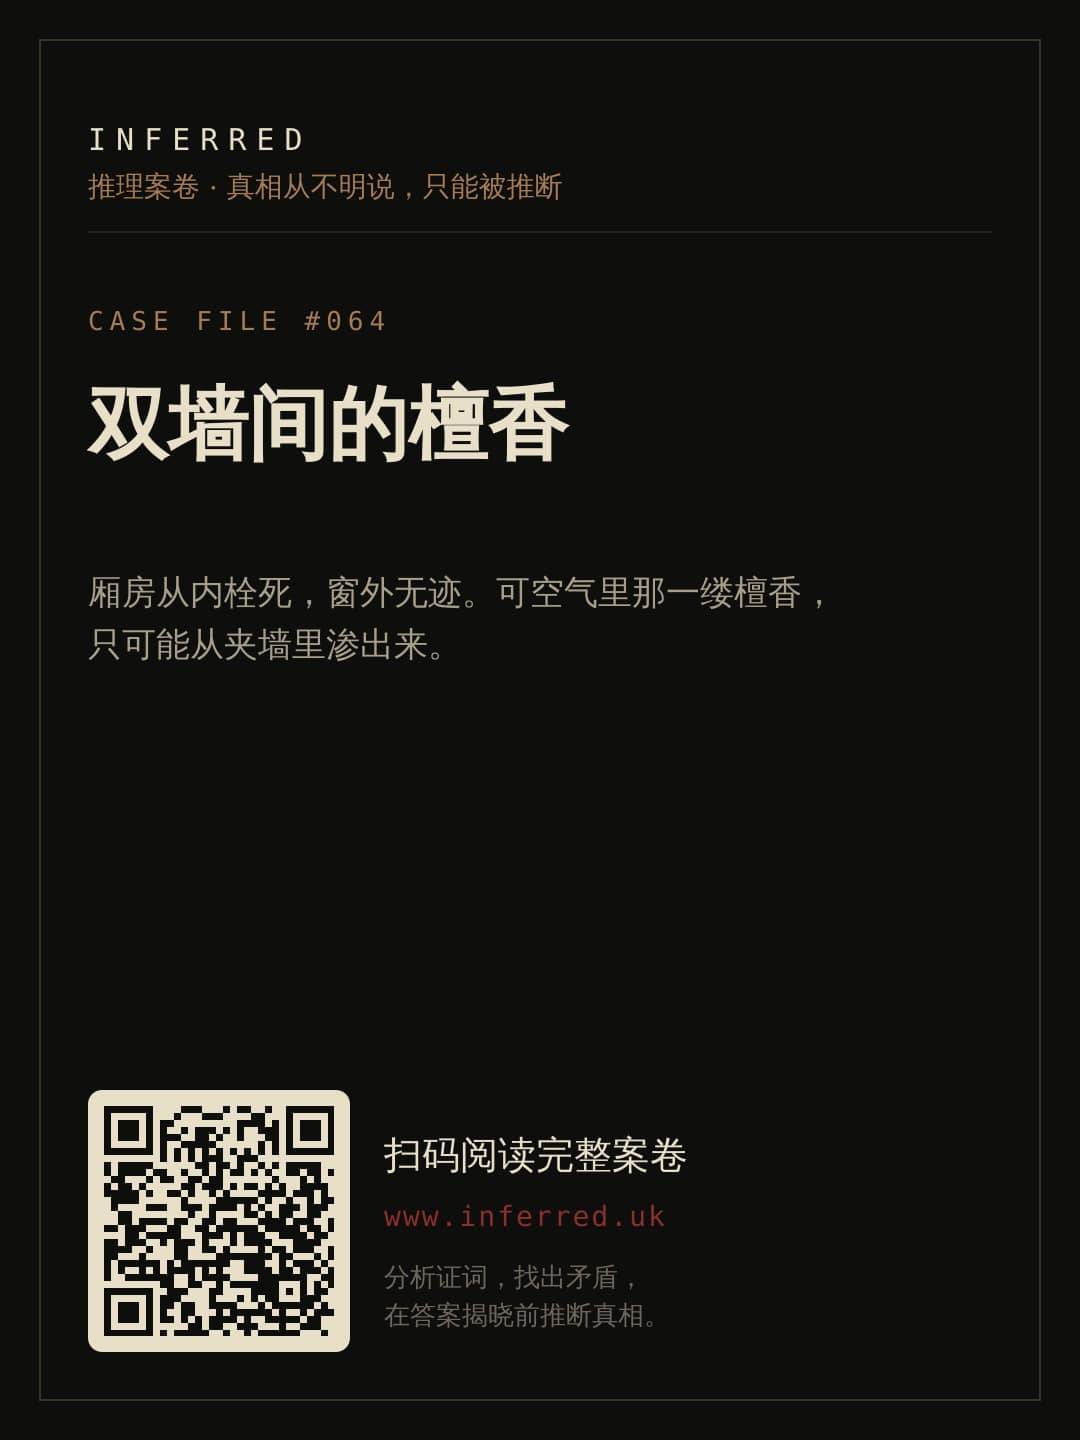 INFERRED
推理案卷 · 真相从不明说，只能被推断
CASE FILE #064
双墙间的檀香
厢房从内栓死，窗外无迹。可空气里那一缕檀香，
只可能从夹墙里渗出来。
扫码阅读完整案卷
www.inferred.uk
分析证词，找出矛盾，
在答案揭晓前推断真相。